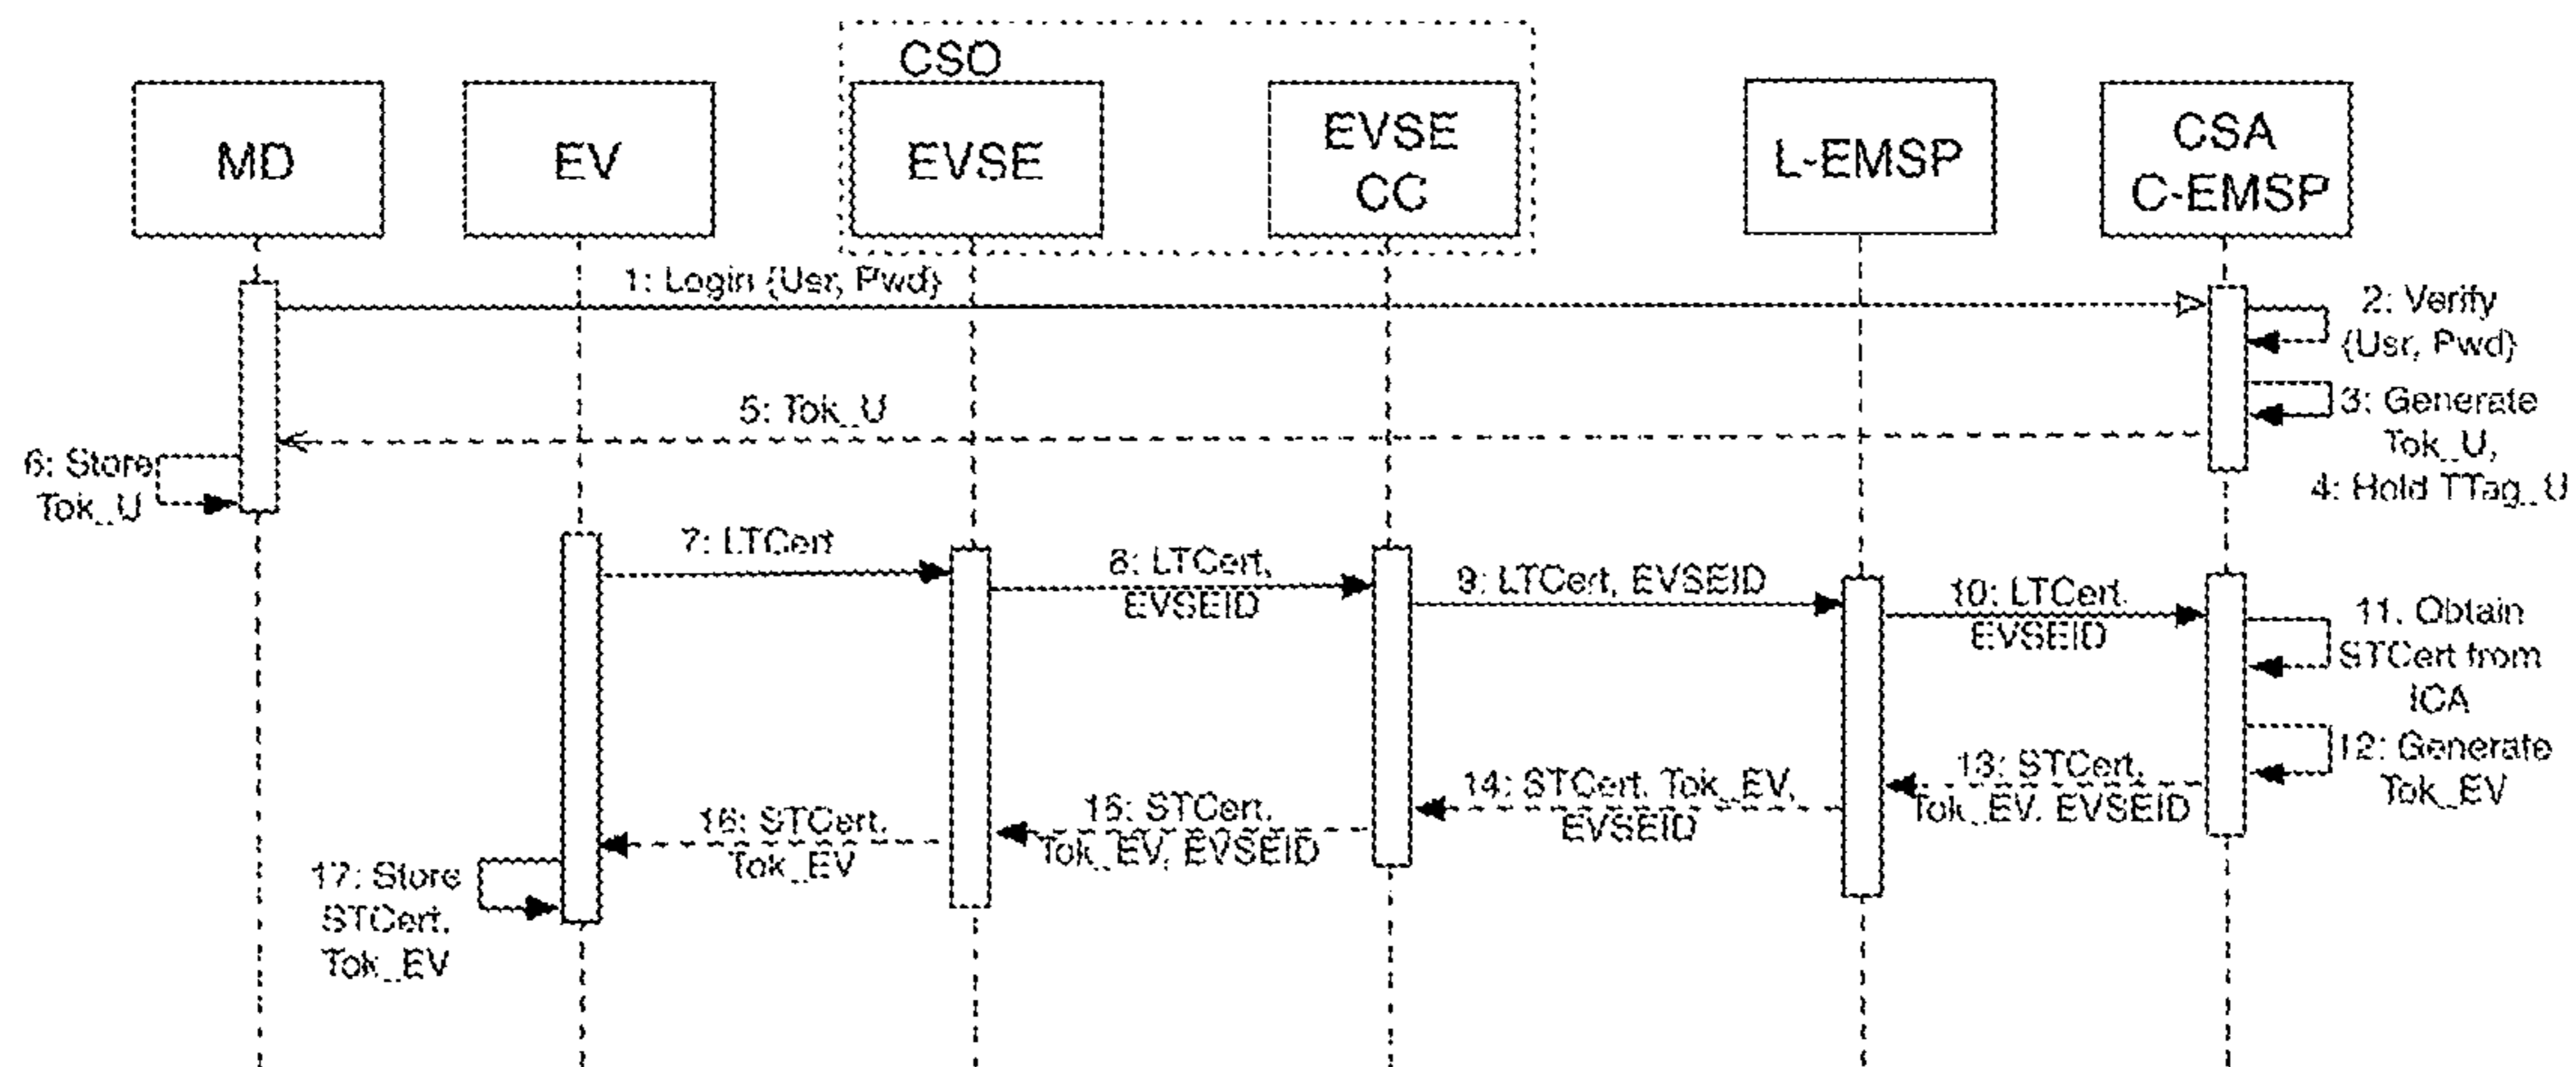 CSO
MD
EV
EVSE
EVSE
CC
L-EMSP
CSA
C-EMSP
1: Login {Usr, Pwd}
2: Verify
{Usr, Pwd}
3: Generate
Tok_U,
4: Hold TTag_U
5: Tok_U
6: Store
Tok_U
7: LTCert
8: LTCert,
EVSEID
9: LTCert, EVSEID
10: LTCert,
EVSEID
11. Obtain
STCert from
ICA
12: Generate
Tok_EV
13: STCert,
Tok_EV, EVSEID
14: STCert, Tok_EV,
EVSEID
15: STCert,
Tok_EV, EVSEID
16: STCert,
Tok_EV
17: Store
STCert,
Tok_EV